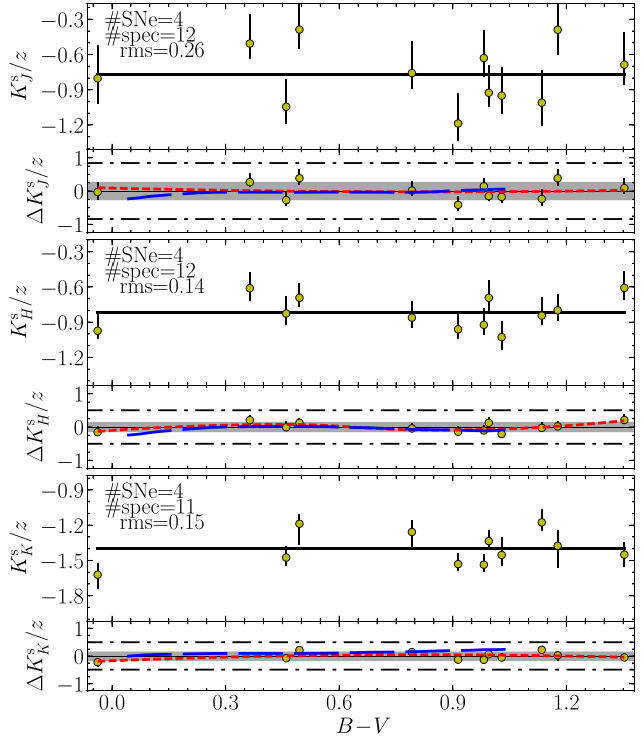 −0.3
−0.6
−0.9
−1.2
K^s_J/z
#SNe=4
#spec=12
rms=0.26
1
0
−1
ΔK^s_J/z
−0.3
−0.6
−0.9
−1.2
K^s_H/z
#SNe=4
#spec=12
rms=0.14
1
0
−1
ΔK^s_H/z
−0.9
−1.2
−1.5
−1.8
K^s_K/z
#SNe=4
#spec=11
rms=0.15
1
0
−1
ΔK^s_K/z
0.0 0.3 0.6 0.9 1.2
B−V